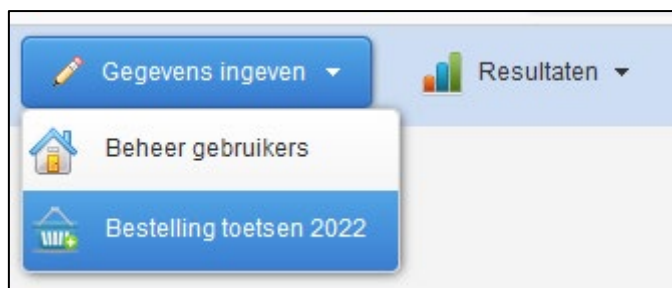 Gegevens ingeven
Resultaten
Beheer gebruikers
Bestelling toetsen 2022